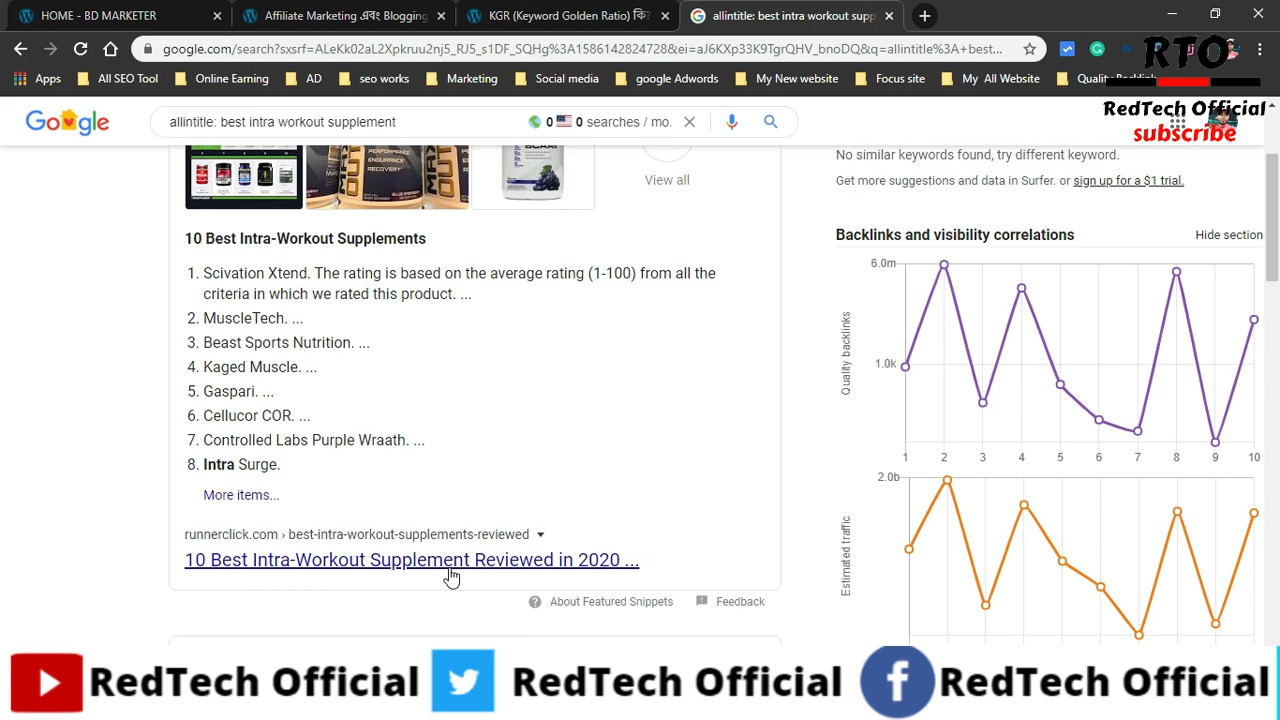 HOME - BD MARKETER
Affiliate Marketing এবং Blogging
KGR (Keyword Golden Ratio) কি?
allintitle: best intra workout supp
google.com/search?sxsrf=ALeKk02aL2Xpkruu2nj5_RJ5_s1DF_SQHg%3A1586142824728&ei=aJ6KXp33K9TgrQHV_bnoDQ&q=allintitle%3A+best...
Apps
All SEO Tool
Online Earning
AD
seo works
Marketing
Social media
google Adwords
My New website
Focus site
My All Website
RTO
RedTech Official
subscribe
Google
allintitle: best intra workout supplement
0
0 searches / mo.
No similar keywords found, try different keyword.
View all
Get more suggestions and data in Surfer. or sign up for a $1 trial.
10 Best Intra-Workout Supplements
Backlinks and visibility correlations
Hide section
1. Scivation Xtend. The rating is based on the average rating (1-100) from all the
criteria in which we rated this product. ...
2. MuscleTech. ...
3. Beast Sports Nutrition. ...
4. Kaged Muscle. ...
5. Gaspari. ...
6. Cellucor COR. ...
7. Controlled Labs Purple Wraath. ...
8. Intra Surge.
More items...
runnerclick.com › best-intra-workout-supplements-reviewed
10 Best Intra-Workout Supplement Reviewed in 2020 ...
About Featured Snippets
Feedback
6.0m
1.0k
Quality backlinks
1 2 3 4 5 6 7 8 9 10
2.0b
Estimated traffic
RedTech Official
RedTech Official
RedTech Official